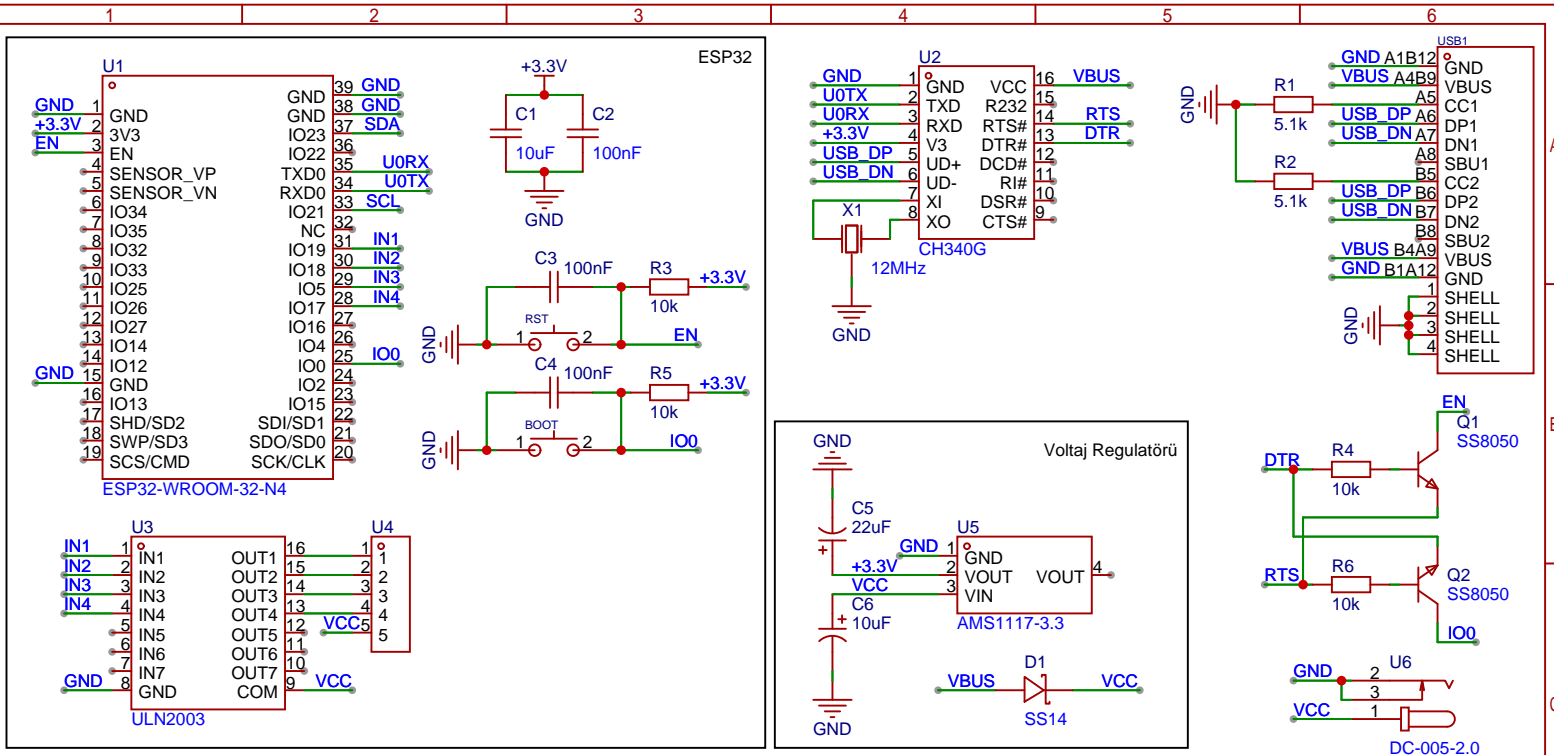 1 2 3 4 5 6
ESP32
U1
GND 1 GND
+3.3V 2 3V3
EN 3 EN
4 SENSOR_VP
5 SENSOR_VN
6 IO34
7 IO35
8 IO32
9 IO33
10 IO25
11 IO26
12 IO27
13 IO14
14 IO12
GND 15 GND
16 IO13
17 SHD/SD2
18 SWP/SD3
19 SCS/CMD
GND 39 GND
GND 38 GND
IO23 37 SDA
IO22 36
TXD0 35 U0RX
RXD0 34 U0TX
IO21 33 SCL
NC 32
IO19 31 IN1
IO18 30 IN2
IO5 29 IN3
IO17 28 IN4
IO16 27
IO4 26
IO0 25 IO0
IO2 24
IO15 23
SDI/SD1 22
SDO/SD0 21
SCK/CLK 20
ESP32-WROOM-32-N4
+3.3V
C1 C2
10uF 100nF
GND
C3 100nF R3 +3.3V
10k
RST
1 2 EN
GND
C4 100nF R5 +3.3V
10k
BOOT
1 2 IO0
GND
U3
IN1 1 IN1
IN2 2 IN2
IN3 3 IN3
IN4 4 IN4
5 IN5
6 IN6
7 IN7
GND 8 GND
OUT1 16
OUT2 15
OUT3 14
OUT4 13
OUT5 12
OUT6 11
OUT7 10
COM 9 VCC
ULN2003
U4
1 1
2 2
3 3
4 4
VCC 5 5
U2
GND 1 GND
U0TX 2 TXD
U0RX 3 RXD
+3.3V 4 V3
USB_DP 5 UD+
USB_DN 6 UD-
7 XI
8 XO
VCC 16 VBUS
R232 15
RTS# 14 RTS
DTR# 13 DTR
DCD# 12
RI# 11
DSR# 10
CTS# 9
CH340G
X1
12MHz
GND
USB1
GND A1B12 GND
VBUS A4B9 VBUS
A5 CC1
USB_DP A6 DP1
USB_DN A7 DN1
A8 SBU1
B5 CC2
USB_DP B6 DP2
USB_DN B7 DN2
B8 SBU2
VBUS B4A9 VBUS
GND B1A12 GND
1 SHELL
2 SHELL
3 SHELL
4 SHELL
GND
R1
5.1k
R2
5.1k
GND
Voltaj Regulatörü
GND
C5
22uF
+
U5
GND 1 GND
+3.3V 2 VOUT
VCC 3 VIN
VOUT 4
AMS1117-3.3
+ C6
10uF
GND
D1
VBUS VCC
SS14
EN
Q1
SS8050
DTR R4
10k
RTS R6
10k
Q2
SS8050
IO0
U6
GND 2
3
VCC 1
DC-005-2.0